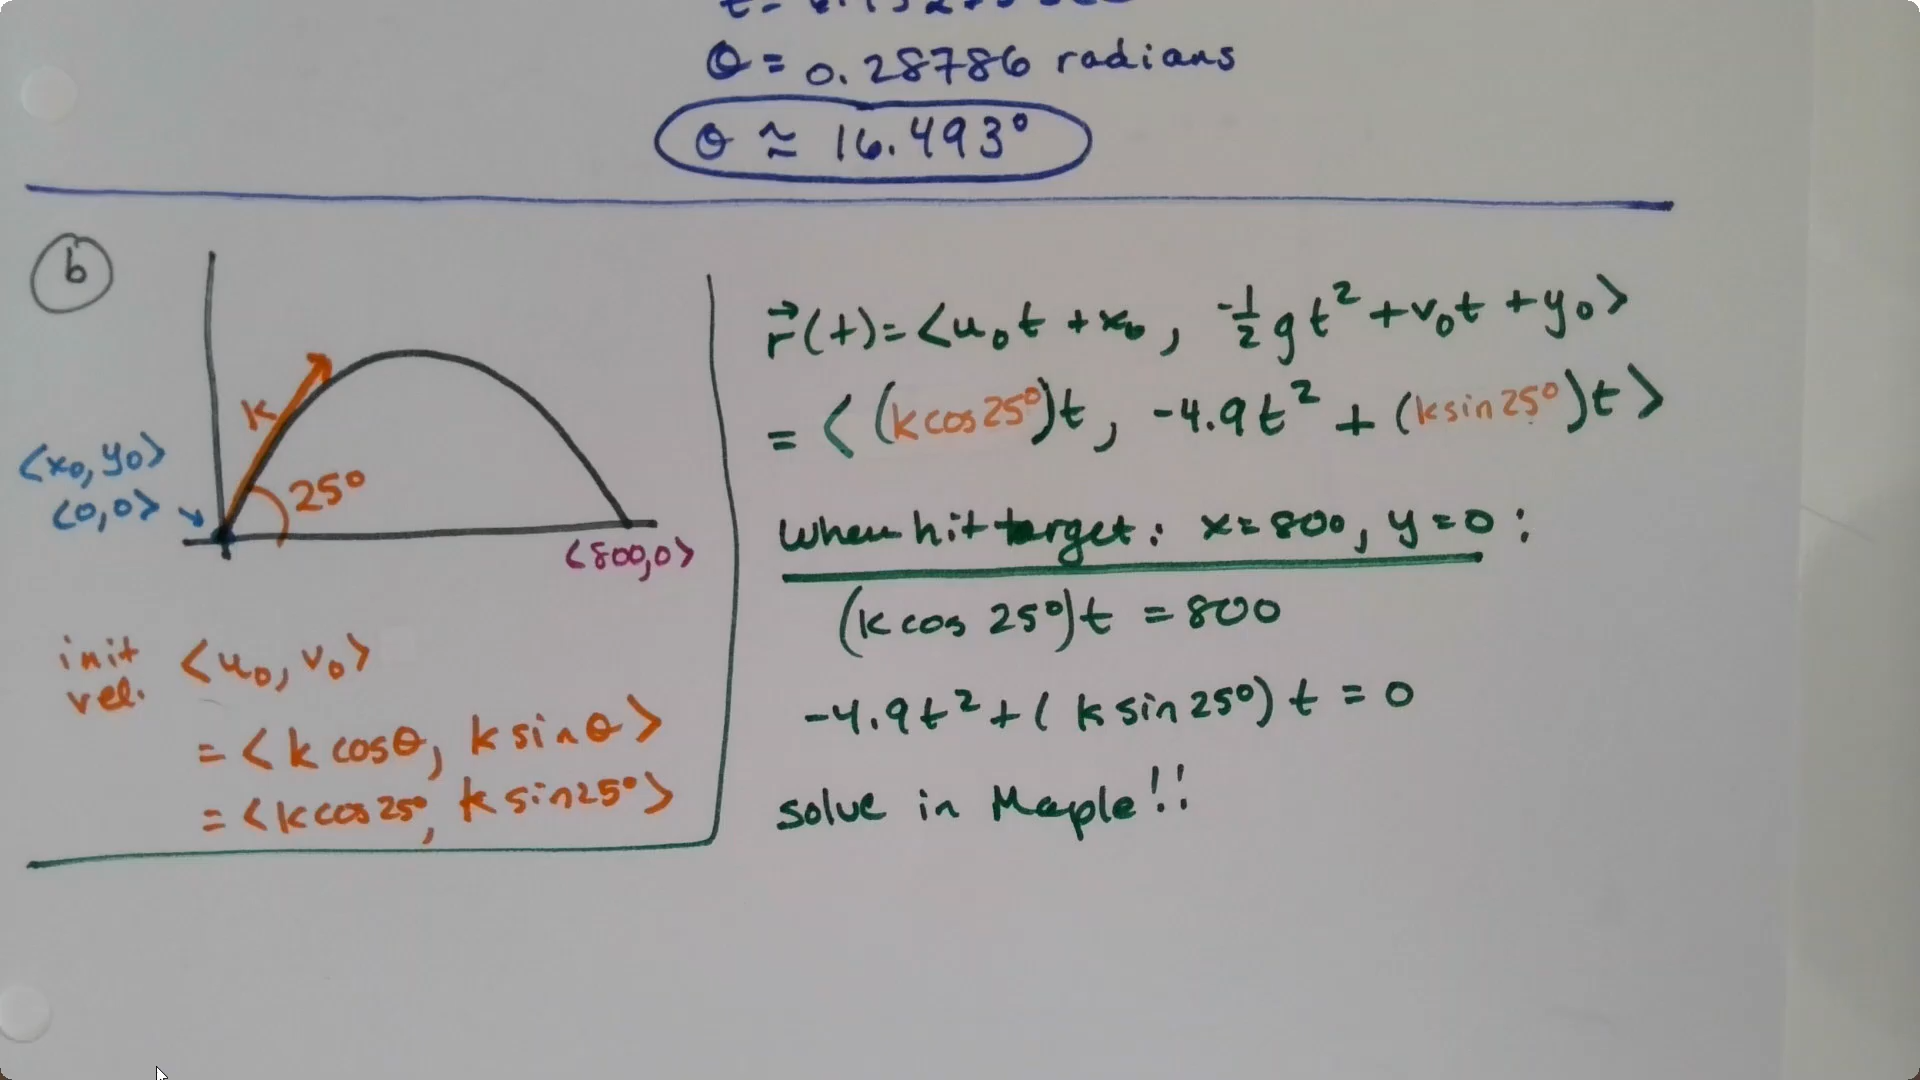 θ = 0.28786 radians
θ ≈ 16.493°
b
k
25°
<x₀, y₀>
<0,0>
<800,0>
init vel. <u₀, v₀>
= <k cosθ, k sinθ>
= <k cos25°, k sin25°>
r⃗(t) = <u₀t + x₀, -½gt² + v₀t + y₀>
= <(k cos25°)t, -4.9t² + (k sin25°)t>
when hit target: x=800, y=0:
(k cos 25°)t = 800
-4.9t² + (k sin25°)t = 0
solve in Maple!!